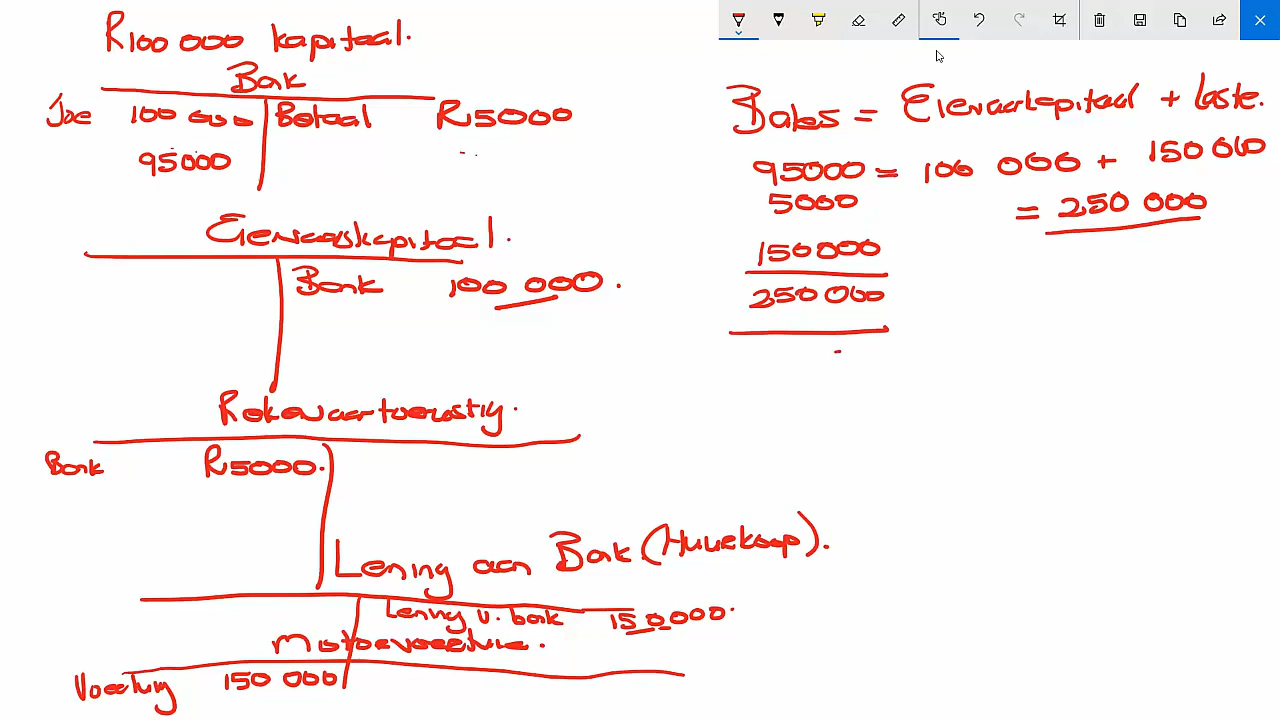 R100 000 kapitaal.
Bank
Joe 100 000 Betaal R5000
95000
Eienaarskapitaal.
Bank 100 000.
Rekenaartoerusting.
Bank R5000.
Lening aan Bank (Huurkoop).
Lening v. bank 150000.
Motorvoertuie.
Voertuig 150 000
Bates = Eienaarkapitaal + Laste.
95000 = 100 000 + 150 000
5000 = 250 000
150000
250 000